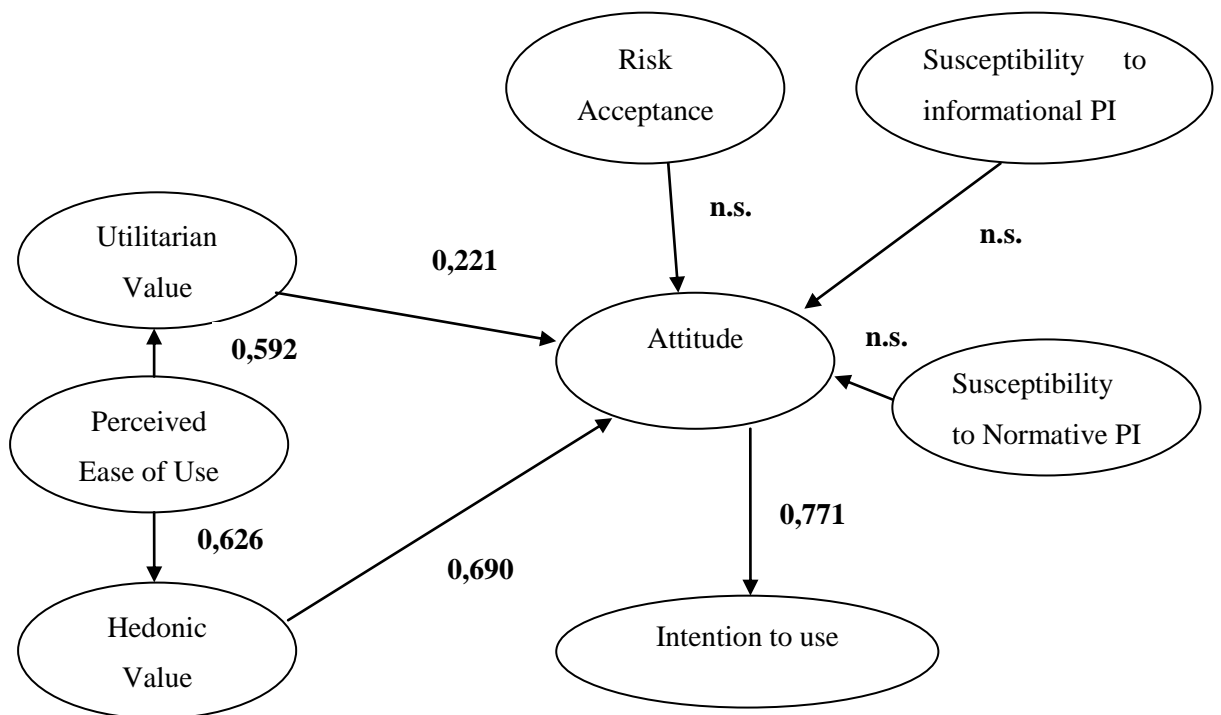 Risk
Acceptance
Susceptibility to
informational PI
n.s.
n.s.
Utilitarian
Value
0,221
0,592
Attitude
n.s.
Susceptibility
to Normative PI
Perceived
Ease of Use
0,626
0,690
0,771
Hedonic
Value
Intention to use